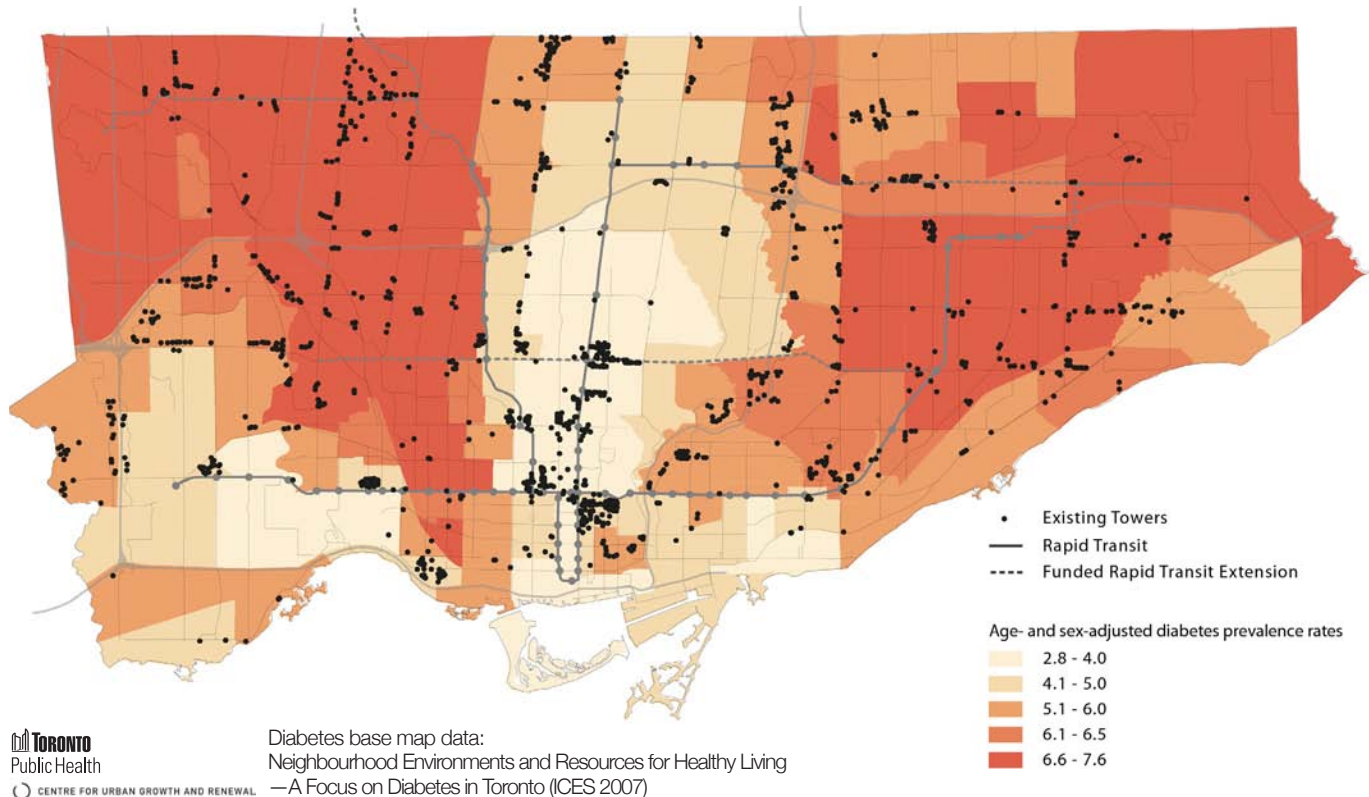 Existing Towers
Rapid Transit
Funded Rapid Transit Extension
Age- and sex-adjusted diabetes prevalence rates
2.8 - 4.0
4.1 - 5.0
5.1 - 6.0
6.1 - 6.5
6.6 - 7.6
TORONTO
Public Health
CENTRE FOR URBAN GROWTH AND RENEWAL
Diabetes base map data:
Neighbourhood Environments and Resources for Healthy Living
—A Focus on Diabetes in Toronto (ICES 2007)